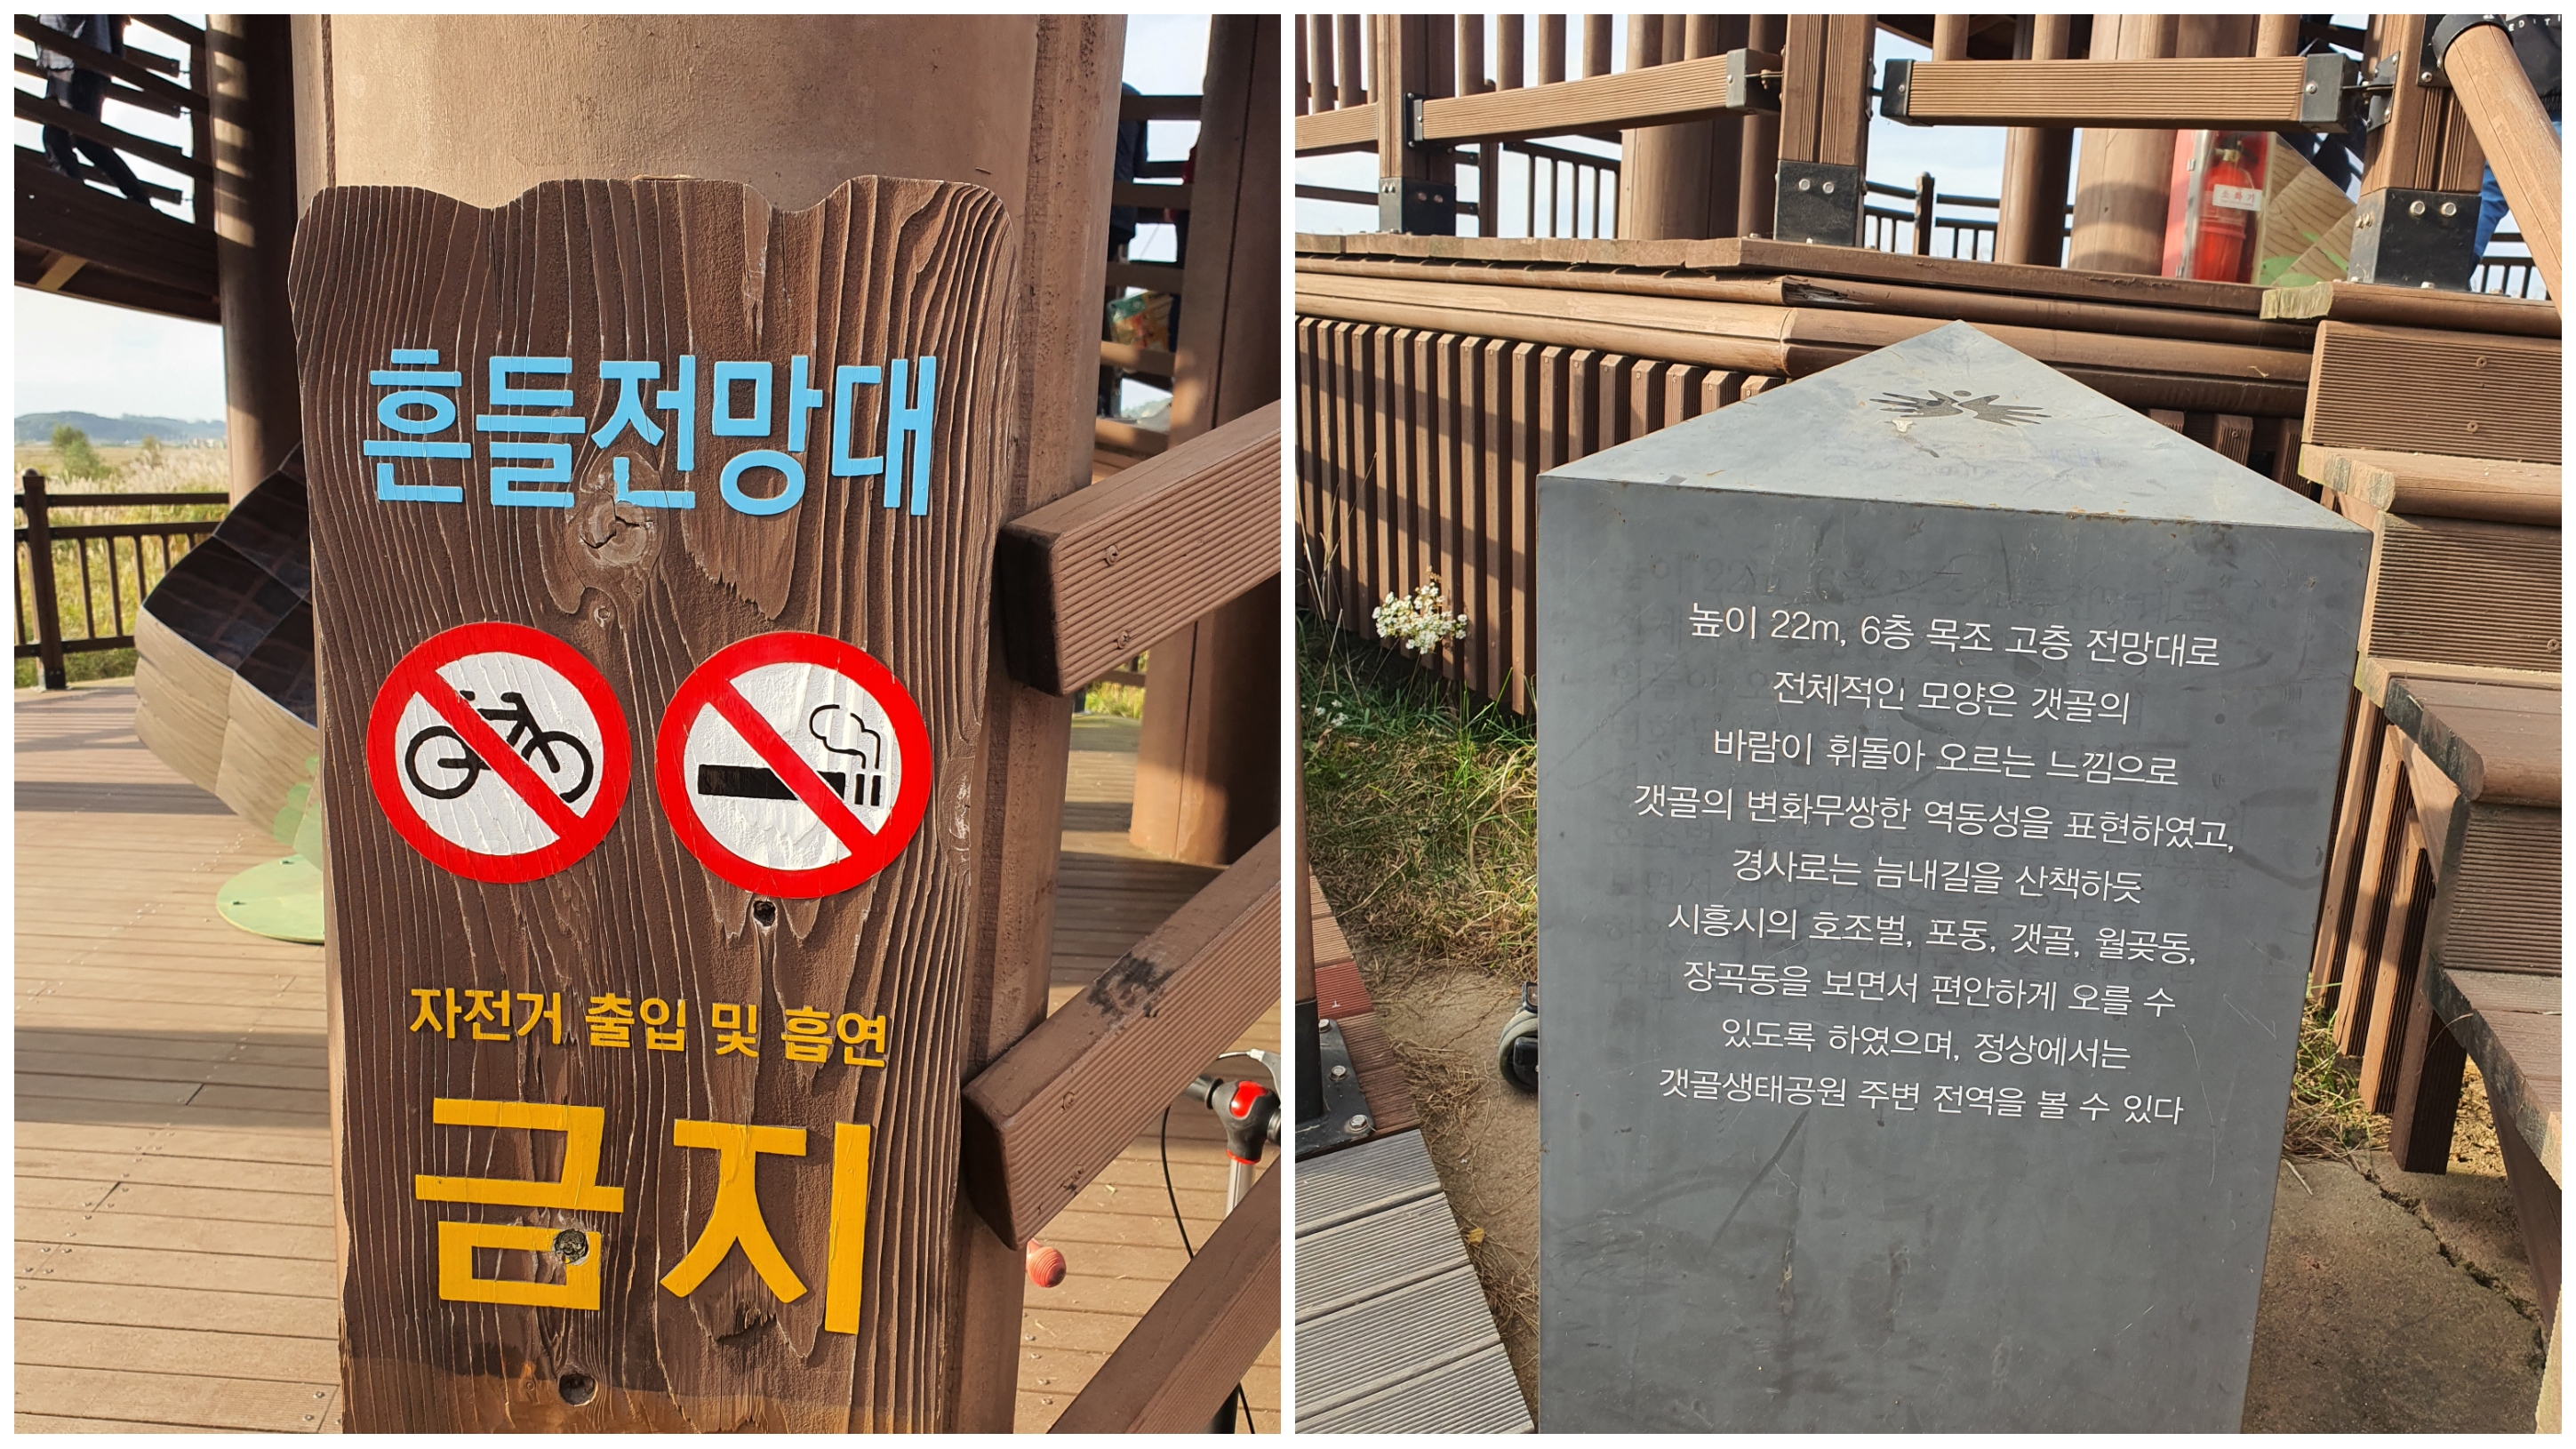 흔들전망대
자전거 출입 및 흡연
금지
소화기
높이 22m, 6층 목조 고층 전망대로
전체적인 모양은 갯골의
바람이 휘돌아 오르는 느낌으로
갯골의 변화무쌍한 역동성을 표현하였고,
경사로는 늠내길을 산책하듯
시흥시의 호조벌, 포동, 갯골, 월곶동,
장곡동을 보면서 편안하게 오를 수
있도록 하였으며, 정상에서는
갯골생태공원 주변 전역을 볼 수 있다